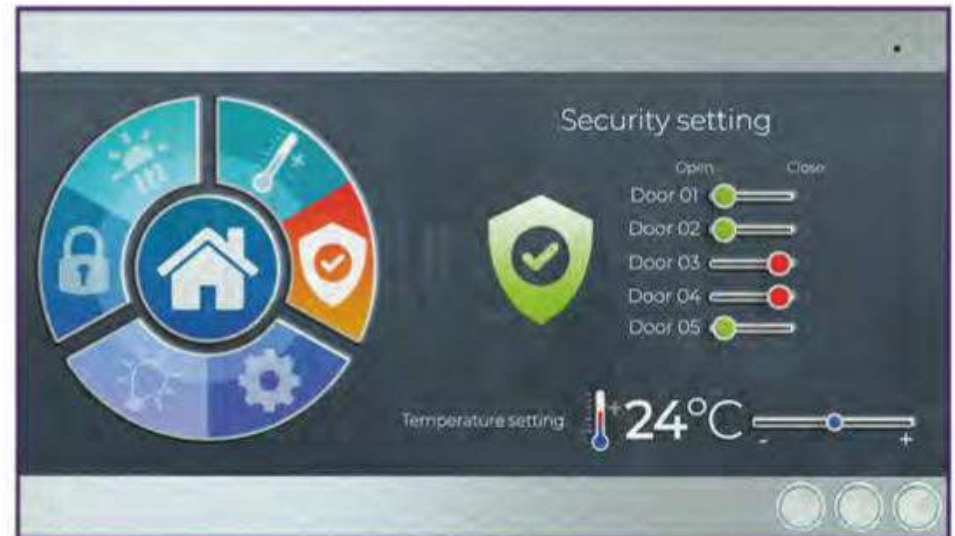 Security setting
Open Close
Door 01
Door 02
Door 03
Door 04
Door 05
Temperature setting 24°C
- +